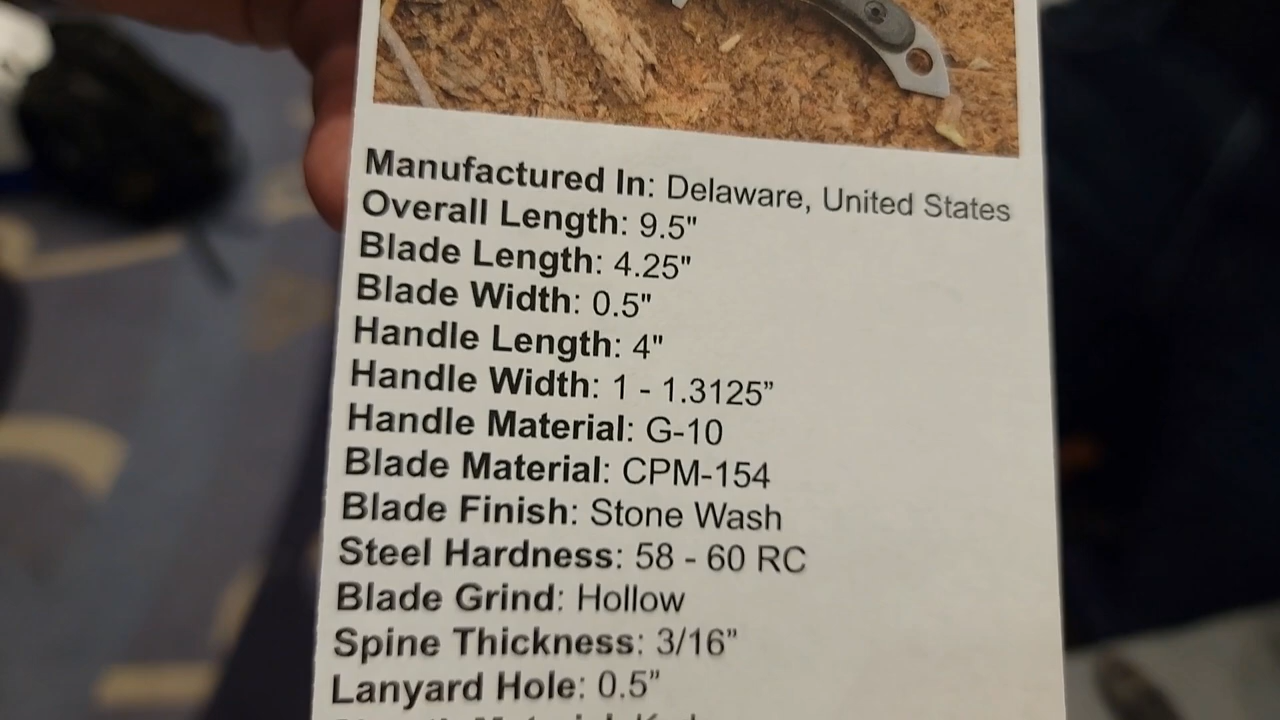 Manufactured In: Delaware, United States
Overall Length: 9.5"
Blade Length: 4.25"
Blade Width: 0.5"
Handle Length: 4"
Handle Width: 1 - 1.3125”
Handle Material: G-10
Blade Material: CPM-154
Blade Finish: Stone Wash
Steel Hardness: 58 - 60 RC
Blade Grind: Hollow
Spine Thickness: 3/16”
Lanyard Hole: 0.5”